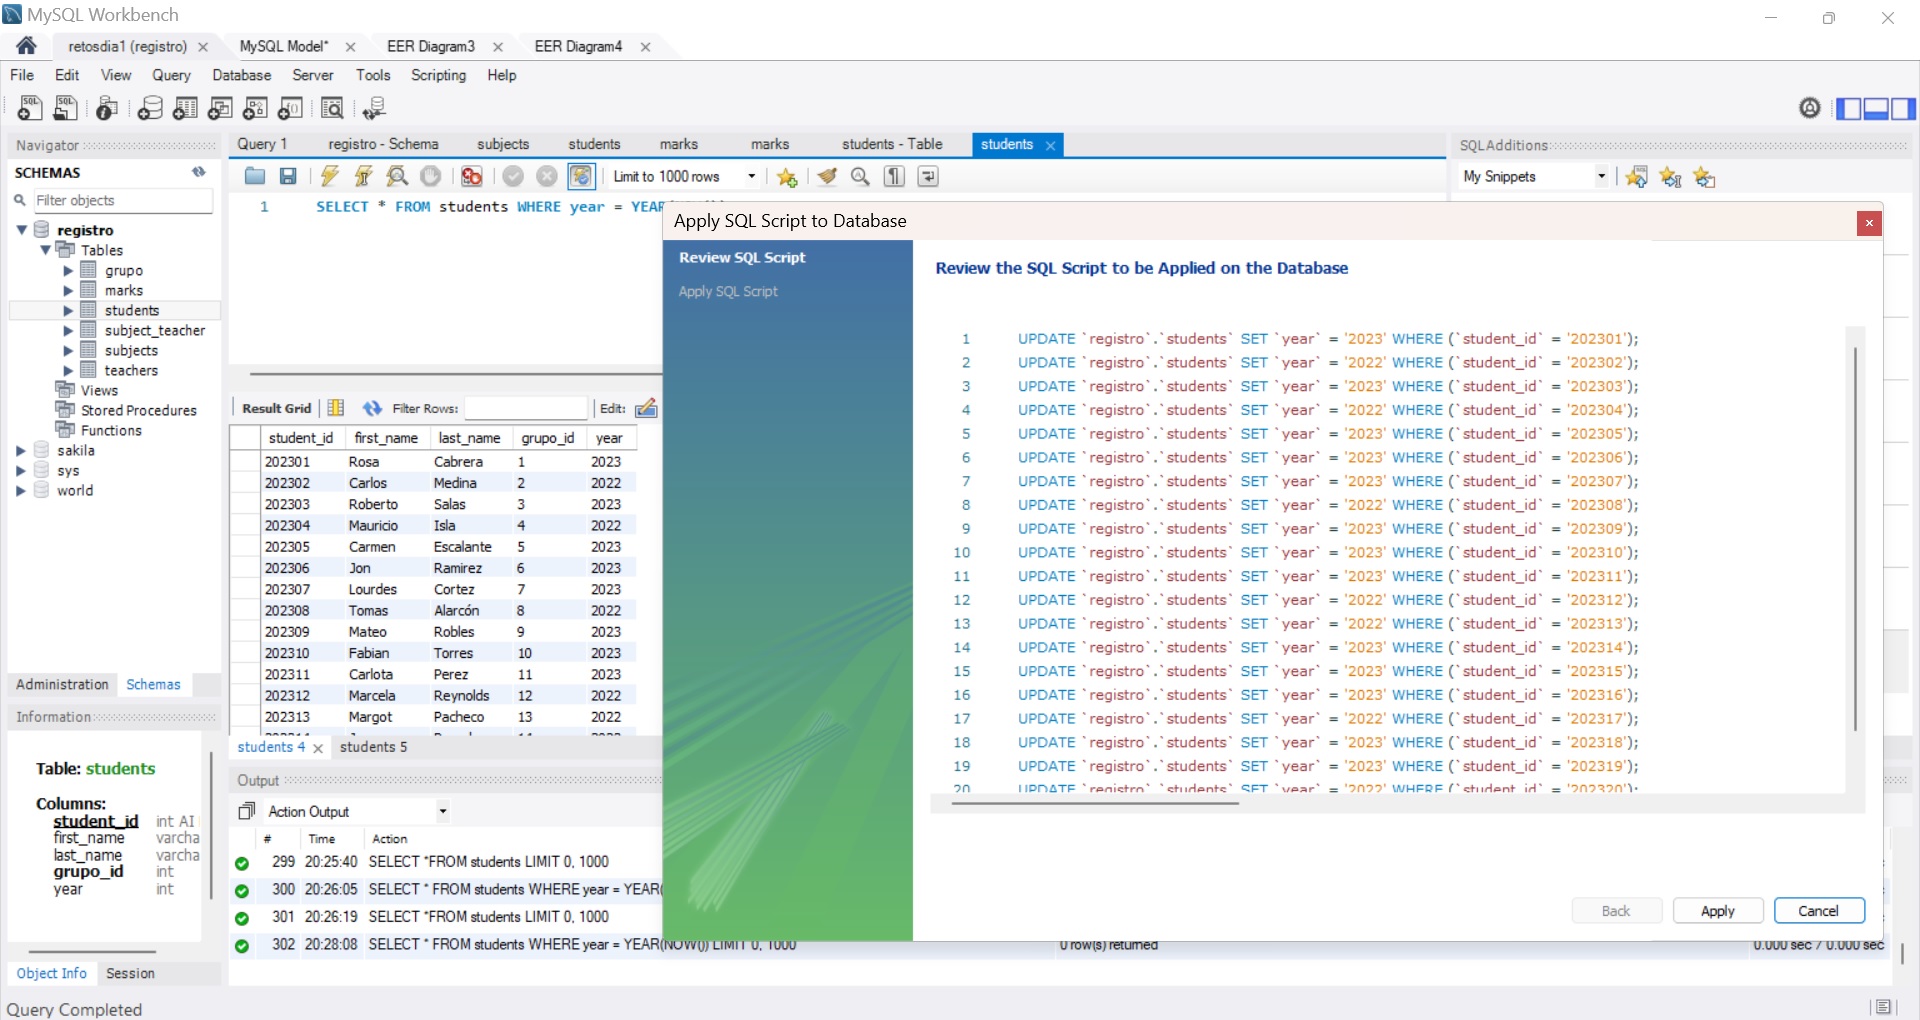 MySQL Workbench
retosdia1 (registro) MySQL Model* EER Diagram3 EER Diagram4
File Edit View Query Database Server Tools Scripting Help
Navigator
SCHEMAS
Filter objects
registro
Tables
grupo
marks
students
subject_teacher
subjects
teachers
Views
Stored Procedures
Functions
sakila
sys
world
Administration Schemas
Information
Table: students
Columns:
student_id int AI
first_name varcha
last_name varcha
grupo_id int
year int
Object Info Session
Query Completed
Query 1 registro - Schema subjects students marks marks students - Table students
Limit to 1000 rows
1 SELECT * FROM students WHERE year = YEAR
Result Grid Filter Rows: Edit:
student_id first_name last_name grupo_id year
202301 Rosa Cabrera 1 2023
202302 Carlos Medina 2 2022
202303 Roberto Salas 3 2023
202304 Mauricio Isla 4 2022
202305 Carmen Escalante 5 2023
202306 Jon Ramirez 6 2023
202307 Lourdes Cortez 7 2023
202308 Tomas Alarcón 8 2022
202309 Mateo Robles 9 2023
202310 Fabian Torres 10 2023
202311 Carlota Perez 11 2023
202312 Marcela Reynolds 12 2022
202313 Margot Pacheco 13 2022
students 4 students 5
Output
Action Output
# Time Action
299 20:25:40 SELECT *FROM students LIMIT 0, 1000
300 20:26:05 SELECT * FROM students WHERE year = YEAR(
301 20:26:19 SELECT *FROM students LIMIT 0, 1000
302 20:28:08 SELECT * FROM students WHERE year = YEAR(NOW()) LIMIT 0, 1000 0 row(s) returned 0.000 sec / 0.000 sec
SQLAdditions
My Snippets
Apply SQL Script to Database
Review SQL Script
Apply SQL Script
Review the SQL Script to be Applied on the Database
1 UPDATE `registro`.`students` SET `year` = '2023' WHERE (`student_id` = '202301');
2 UPDATE `registro`.`students` SET `year` = '2022' WHERE (`student_id` = '202302');
3 UPDATE `registro`.`students` SET `year` = '2023' WHERE (`student_id` = '202303');
4 UPDATE `registro`.`students` SET `year` = '2022' WHERE (`student_id` = '202304');
5 UPDATE `registro`.`students` SET `year` = '2023' WHERE (`student_id` = '202305');
6 UPDATE `registro`.`students` SET `year` = '2023' WHERE (`student_id` = '202306');
7 UPDATE `registro`.`students` SET `year` = '2023' WHERE (`student_id` = '202307');
8 UPDATE `registro`.`students` SET `year` = '2022' WHERE (`student_id` = '202308');
9 UPDATE `registro`.`students` SET `year` = '2023' WHERE (`student_id` = '202309');
10 UPDATE `registro`.`students` SET `year` = '2023' WHERE (`student_id` = '202310');
11 UPDATE `registro`.`students` SET `year` = '2023' WHERE (`student_id` = '202311');
12 UPDATE `registro`.`students` SET `year` = '2022' WHERE (`student_id` = '202312');
13 UPDATE `registro`.`students` SET `year` = '2022' WHERE (`student_id` = '202313');
14 UPDATE `registro`.`students` SET `year` = '2023' WHERE (`student_id` = '202314');
15 UPDATE `registro`.`students` SET `year` = '2023' WHERE (`student_id` = '202315');
16 UPDATE `registro`.`students` SET `year` = '2023' WHERE (`student_id` = '202316');
17 UPDATE `registro`.`students` SET `year` = '2022' WHERE (`student_id` = '202317');
18 UPDATE `registro`.`students` SET `year` = '2023' WHERE (`student_id` = '202318');
19 UPDATE `registro`.`students` SET `year` = '2023' WHERE (`student_id` = '202319');
20 UPDATE `registro`.`students` SET `year` = '2022' WHERE (`student_id` = '202320');
Back Apply Cancel